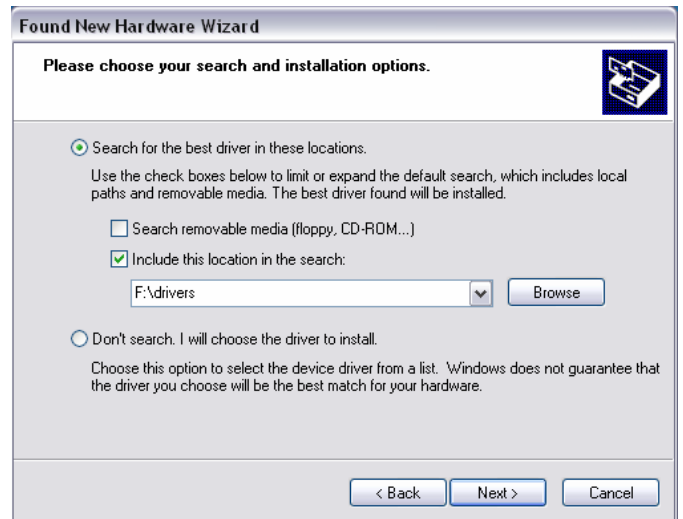 Found New Hardware Wizard
Please choose your search and installation options.
Search for the best driver in these locations.
Use the check boxes below to limit or expand the default search, which includes local
paths and removable media. The best driver found will be installed.
Search removable media (floppy, CD-ROM...)
Include this location in the search:
F:\drivers
Browse
Don't search. I will choose the driver to install.
Choose this option to select the device driver from a list. Windows does not guarantee that
the driver you choose will be the best match for your hardware.
< Back Next > Cancel